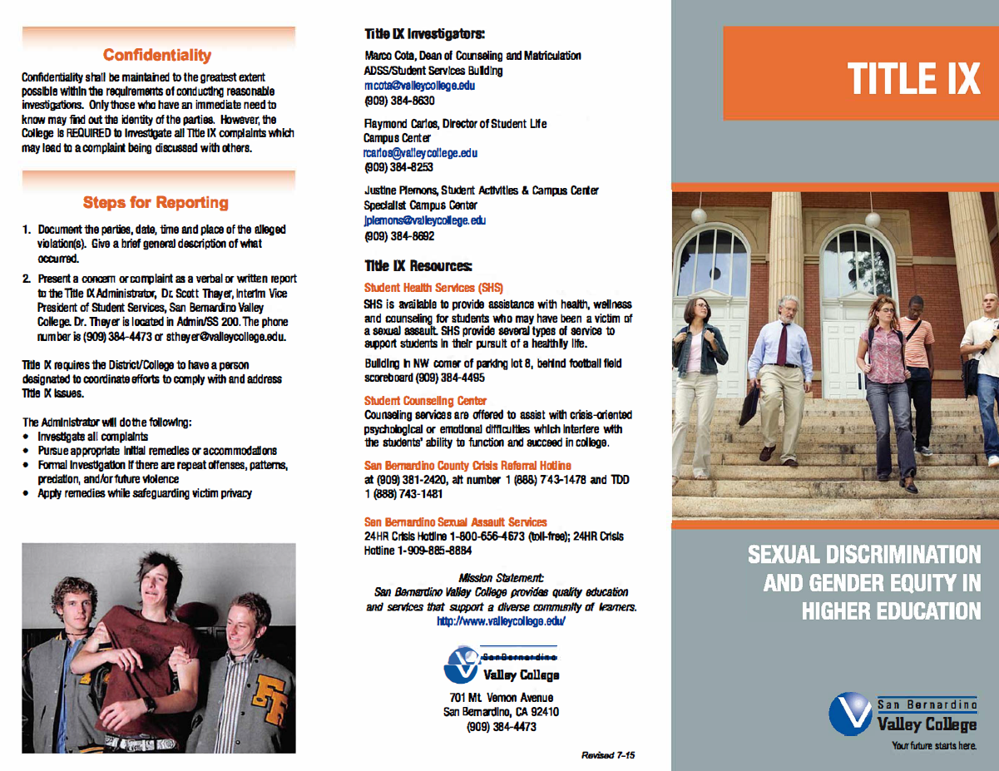 Confidentiality
Confidentiality shall be maintained to the greatest extent
possible within the requirements of conducting reasonable
investigations. Only those who have an immediate need to
know may find out the identity of the parties. However, the
College is REQUIRED to investigate all Title IX complaints which
may lead to a complaint being discussed with others.
Steps for Reporting
1. Document the parties, date, time and place of the alleged
violation(s). Give a brief general description of what
occurred.
2. Present a concern or complaint as a verbal or written report
to the Title IX Administrator, Dr. Scott Thayer, Interim Vice
President of Student Services, San Bernardino Valley
College. Dr. Thayer is located in Admin/SS 200. The phone
number is (909) 384-4473 or sthayer@valleycollege.edu.
Title IX requires the District/College to have a person
designated to coordinate efforts to comply with and address
Title IX issues.
The Administrator will do the following:
• Investigate all complaints
• Pursue appropriate initial remedies or accommodations
• Formal Investigation if there are repeat offenses, patterns,
predation, and/or future violence
• Apply remedies while safeguarding victim privacy
FR
Title IX Investigators:
Marco Cota, Dean of Counseling and Matriculation
ADSS/Student Services Building
mcota@valleycollege.edu
(909) 384-8630
Raymond Carlos, Director of Student Life
Campus Center
rcarlos@valleycollege.edu
(909) 384-8253
Justine Plemons, Student Activities & Campus Center
Specialist Campus Center
jplemons@valleycollege.edu
(909) 384-8692
Title IX Resources:
Student Health Services (SHS)
SHS is available to provide assistance with health, wellness
and counseling for students who may have been a victim of
a sexual assault. SHS provide several types of service to
support students in their pursuit of a healthily life.
Building in NW corner of parking lot 8, behind football field
scoreboard (909) 384-4495
Student Counseling Center
Counseling services are offered to assist with crisis-oriented
psychological or emotional difficulties which interfere with
the students' ability to function and succeed in college.
San Bernardino County Crisis Referral Hotline
at (909) 381-2420, alt number 1 (888) 743-1478 and TDD
1 (888) 743-1481
San Bernardino Sexual Assault Services
24HR Crisis Hotline 1-800-656-4673 (toll-free); 24HR Crisis
Hotline 1-909-885-8884
Mission Statement:
San Bernardino Valley College provides quality education
and services that support a diverse community of learners.
http://www.valleycollege.edu/
San Bernardino
Valley College
701 Mt. Vernon Avenue
San Bernardino, CA 92410
(909) 384-4473
Revised 7-15
TITLE IX
SEXUAL DISCRIMINATION
AND GENDER EQUITY IN
HIGHER EDUCATION
San Bernardino
Valley College
Your future starts here.